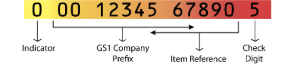 0 00 12345 67890 5
Indicator GS1 Company Item Reference Check
Prefix Digit